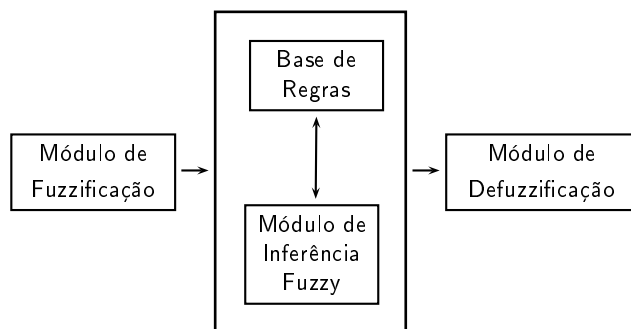 Base de
Regras
Módulo de
Fuzzificação
Módulo de
Defuzzificação
Módulo de
Inferência
Fuzzy